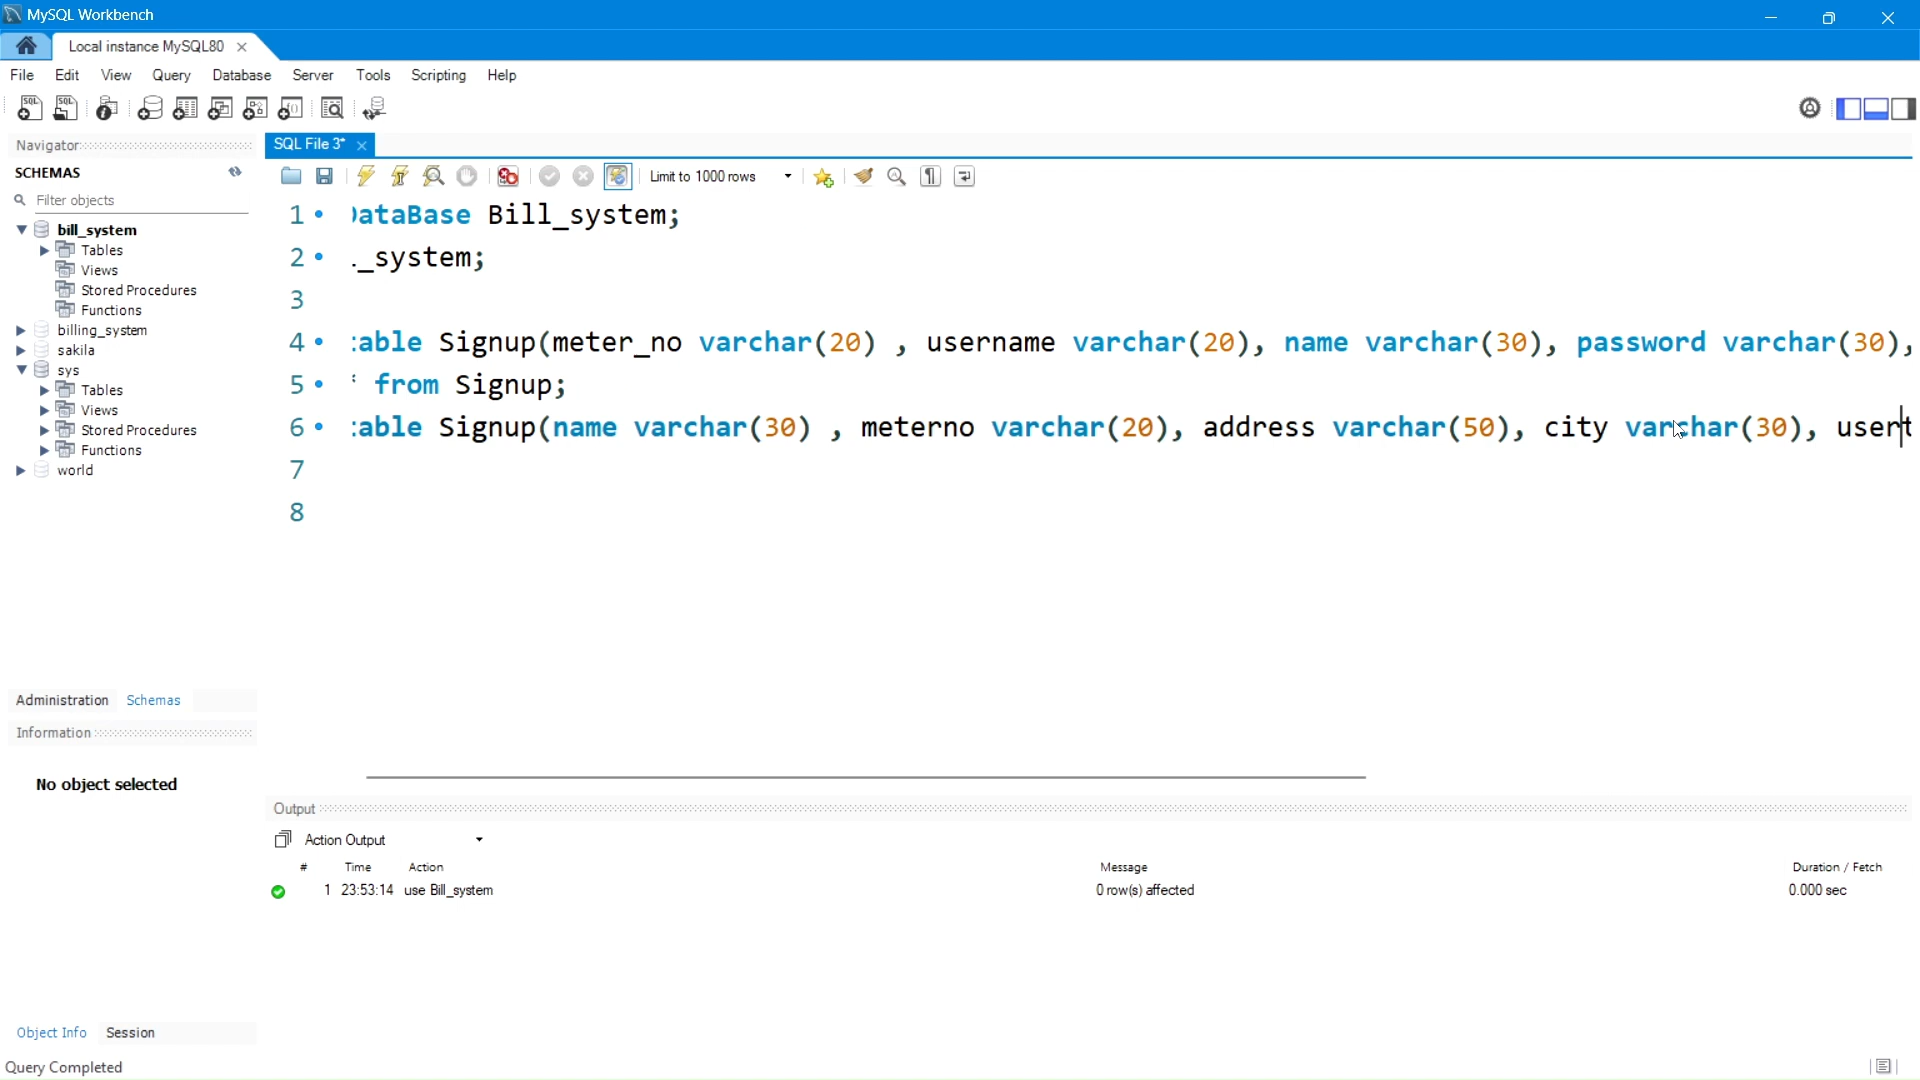 MySQL Workbench
Local instance MySQL80
File Edit View Query Database Server Tools Scripting Help
Navigator
SQL File 3*
SCHEMAS
Limit to 1000 rows
Filter objects
bill_system
Tables
Views
Stored Procedures
Functions
billing_system
sakila
sys
Tables
Views
Stored Procedures
Functions
world
1 DataBase Bill_system;
2 _system;
3
4 table Signup(meter_no varchar(20) , username varchar(20), name varchar(30), password varchar(30),
5 * from Signup;
6 table Signup(name varchar(30) , meterno varchar(20), address varchar(50), city varchar(30), usert
7
8
Administration Schemas
Information
No object selected
Output
Action Output
# Time Action Message Duration / Fetch
1 23:53:14 use Bill_system 0 row(s) affected 0.000 sec
Object Info Session
Query Completed